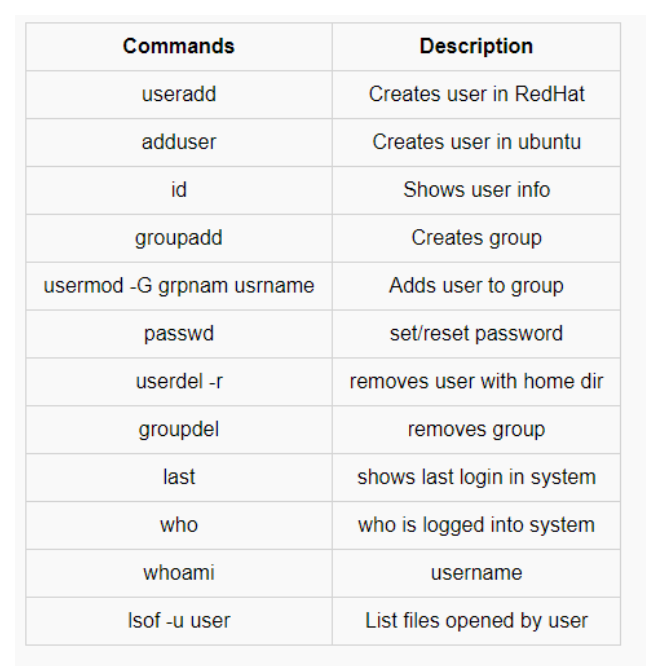 Commands Description
useradd Creates user in RedHat
adduser Creates user in ubuntu
id Shows user info
groupadd Creates group
usermod -G grpnam usrname Adds user to group
passwd set/reset password
userdel -r removes user with home dir
groupdel removes group
last shows last login in system
who who is logged into system
whoami username
lsof -u user List files opened by user